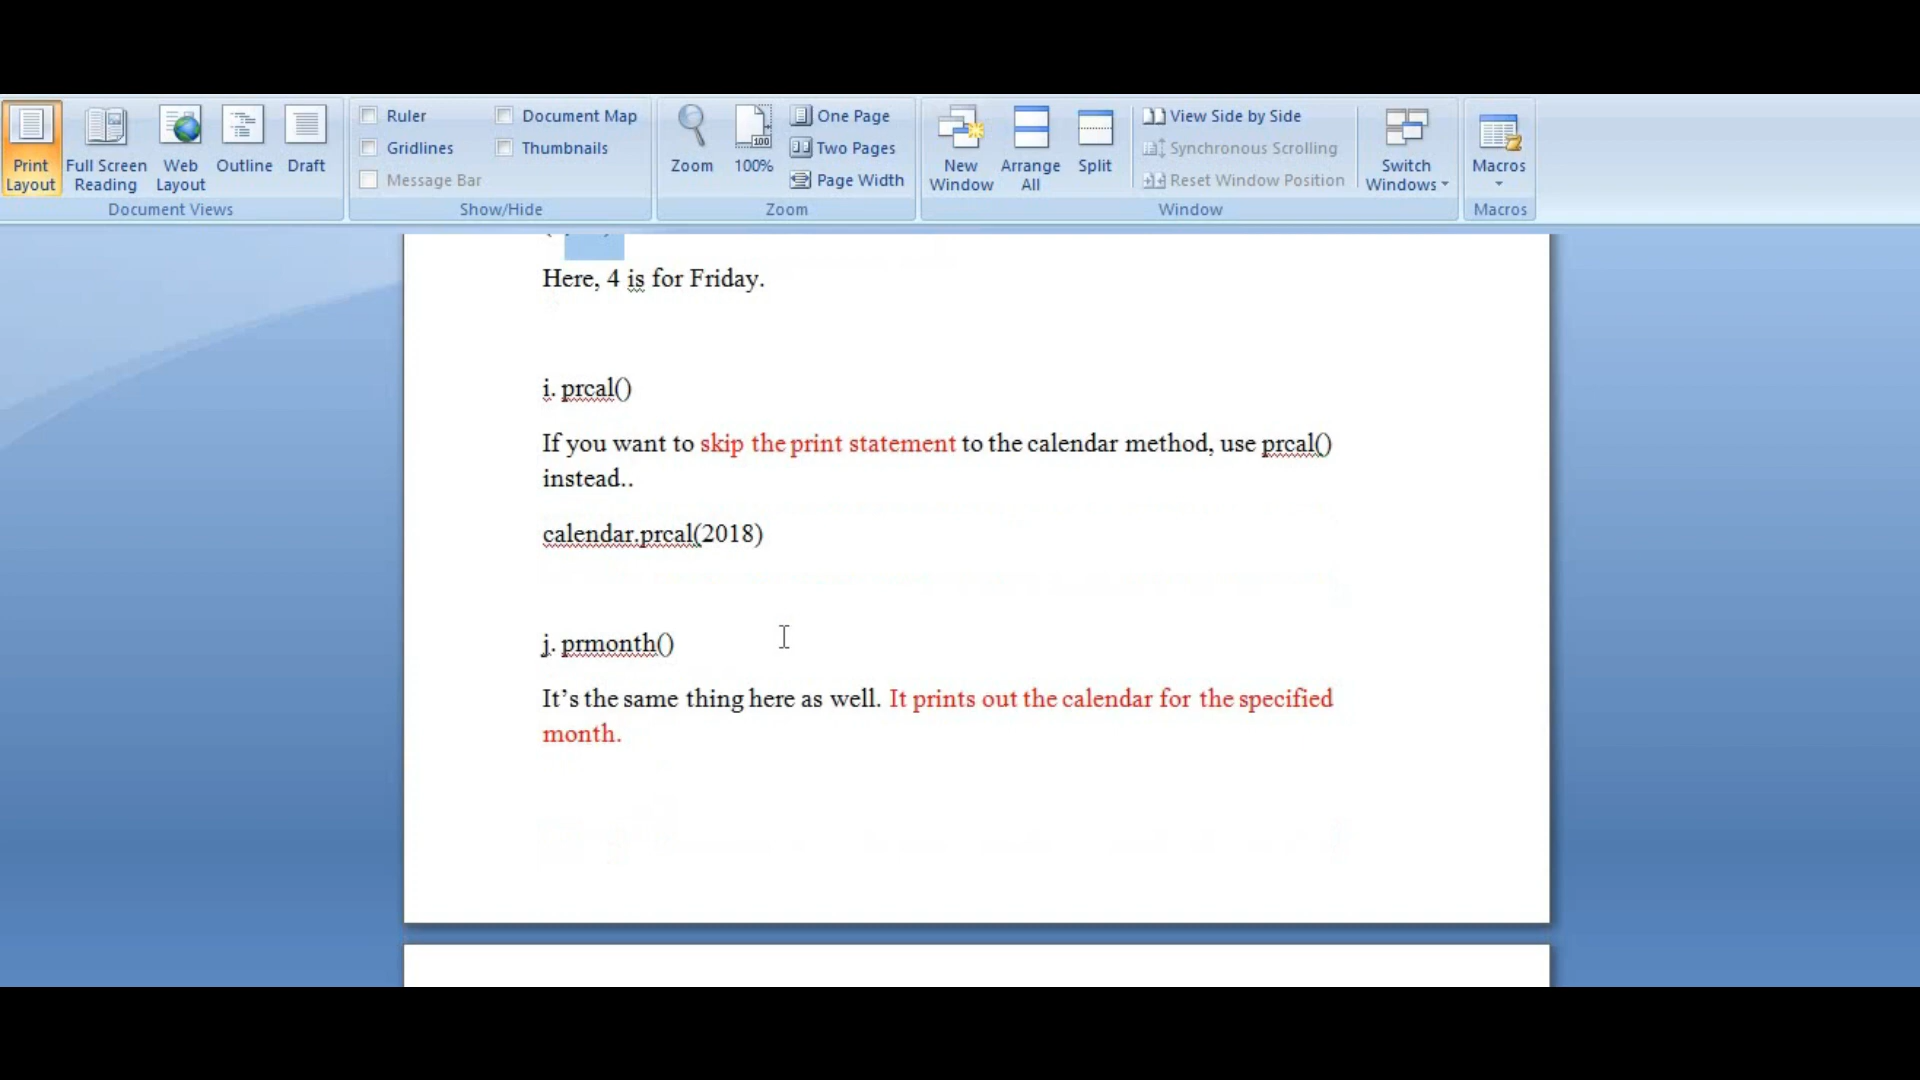 Ruler
Document Map
One Page
View Side by Side
Gridlines
Thumbnails
Two Pages
Synchronous Scrolling
Print Layout
Full Screen Reading
Web Layout
Outline
Draft
Message Bar
Zoom
100%
Page Width
New Window
Arrange All
Split
Reset Window Position
Switch Windows
Macros
Document Views
Show/Hide
Zoom
Window
Macros
Here, 4 is for Friday.
i. prcal()
If you want to skip the print statement to the calendar method, use prcal()
instead..
calendar.prcal(2018)
j. prmonth()
It’s the same thing here as well. It prints out the calendar for the specified
month.